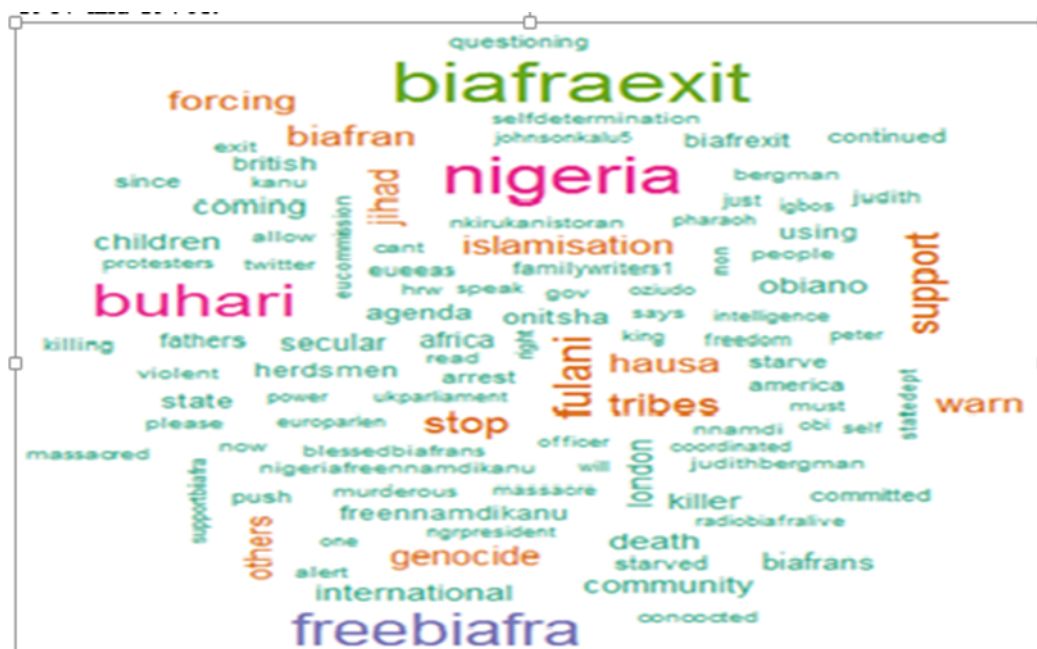 questioning
biafraexit
forcing
selfdetermination
biafran johnsonkalu5 biafrexit continued
exit
british nigeria bergman
since kanu jihad just igbos judith
coming nkirukanistoran pharaoh
children allow eucommission cant islamisation non using people support
protesters twitter eueeas familywriters1
buhari hrw speak gov oziudo obiano
agenda onitsha says intelligence
killing fathers secular africa right king freedom peter
violent herdsmen read fulani hausa starve
arrest america
state power ukparliament tribes must statedept warn
please europarlen stop nnamdi obi self
massacred now blessedbiafrans officer london coordinated
nigeriafreennamdikanu will judithbergman
supportbiafra push murderous massacre killer committed
freennamdikanu radiobiafralive
others one ngrpresident death
genocide starved biafrans
alert community
international
freebiafra concocted